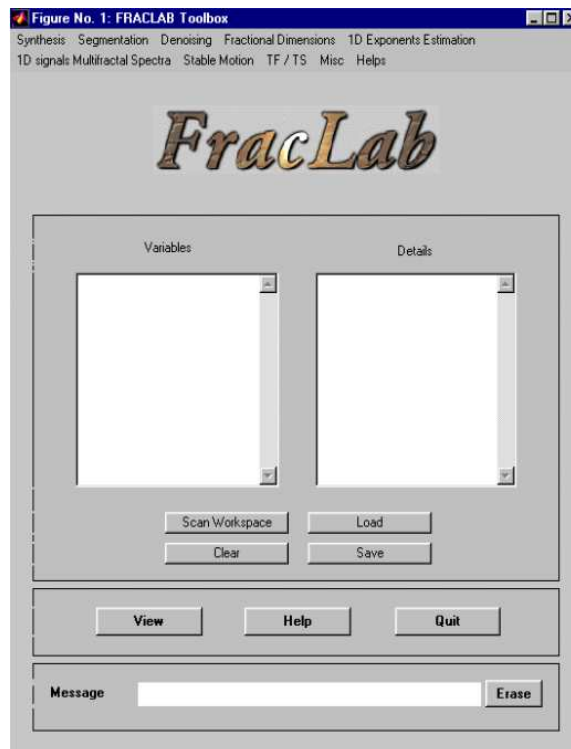 Figure No. 1: FRACLAB Toolbox
Synthesis Segmentation Denoising Fractional Dimensions 1D Exponents Estimation
1D signals Multifractal Spectra Stable Motion TF / TS Misc Helps
FracLab
Variables Details
Scan Workspace Load
Clear Save
View Help Quit
Message Erase